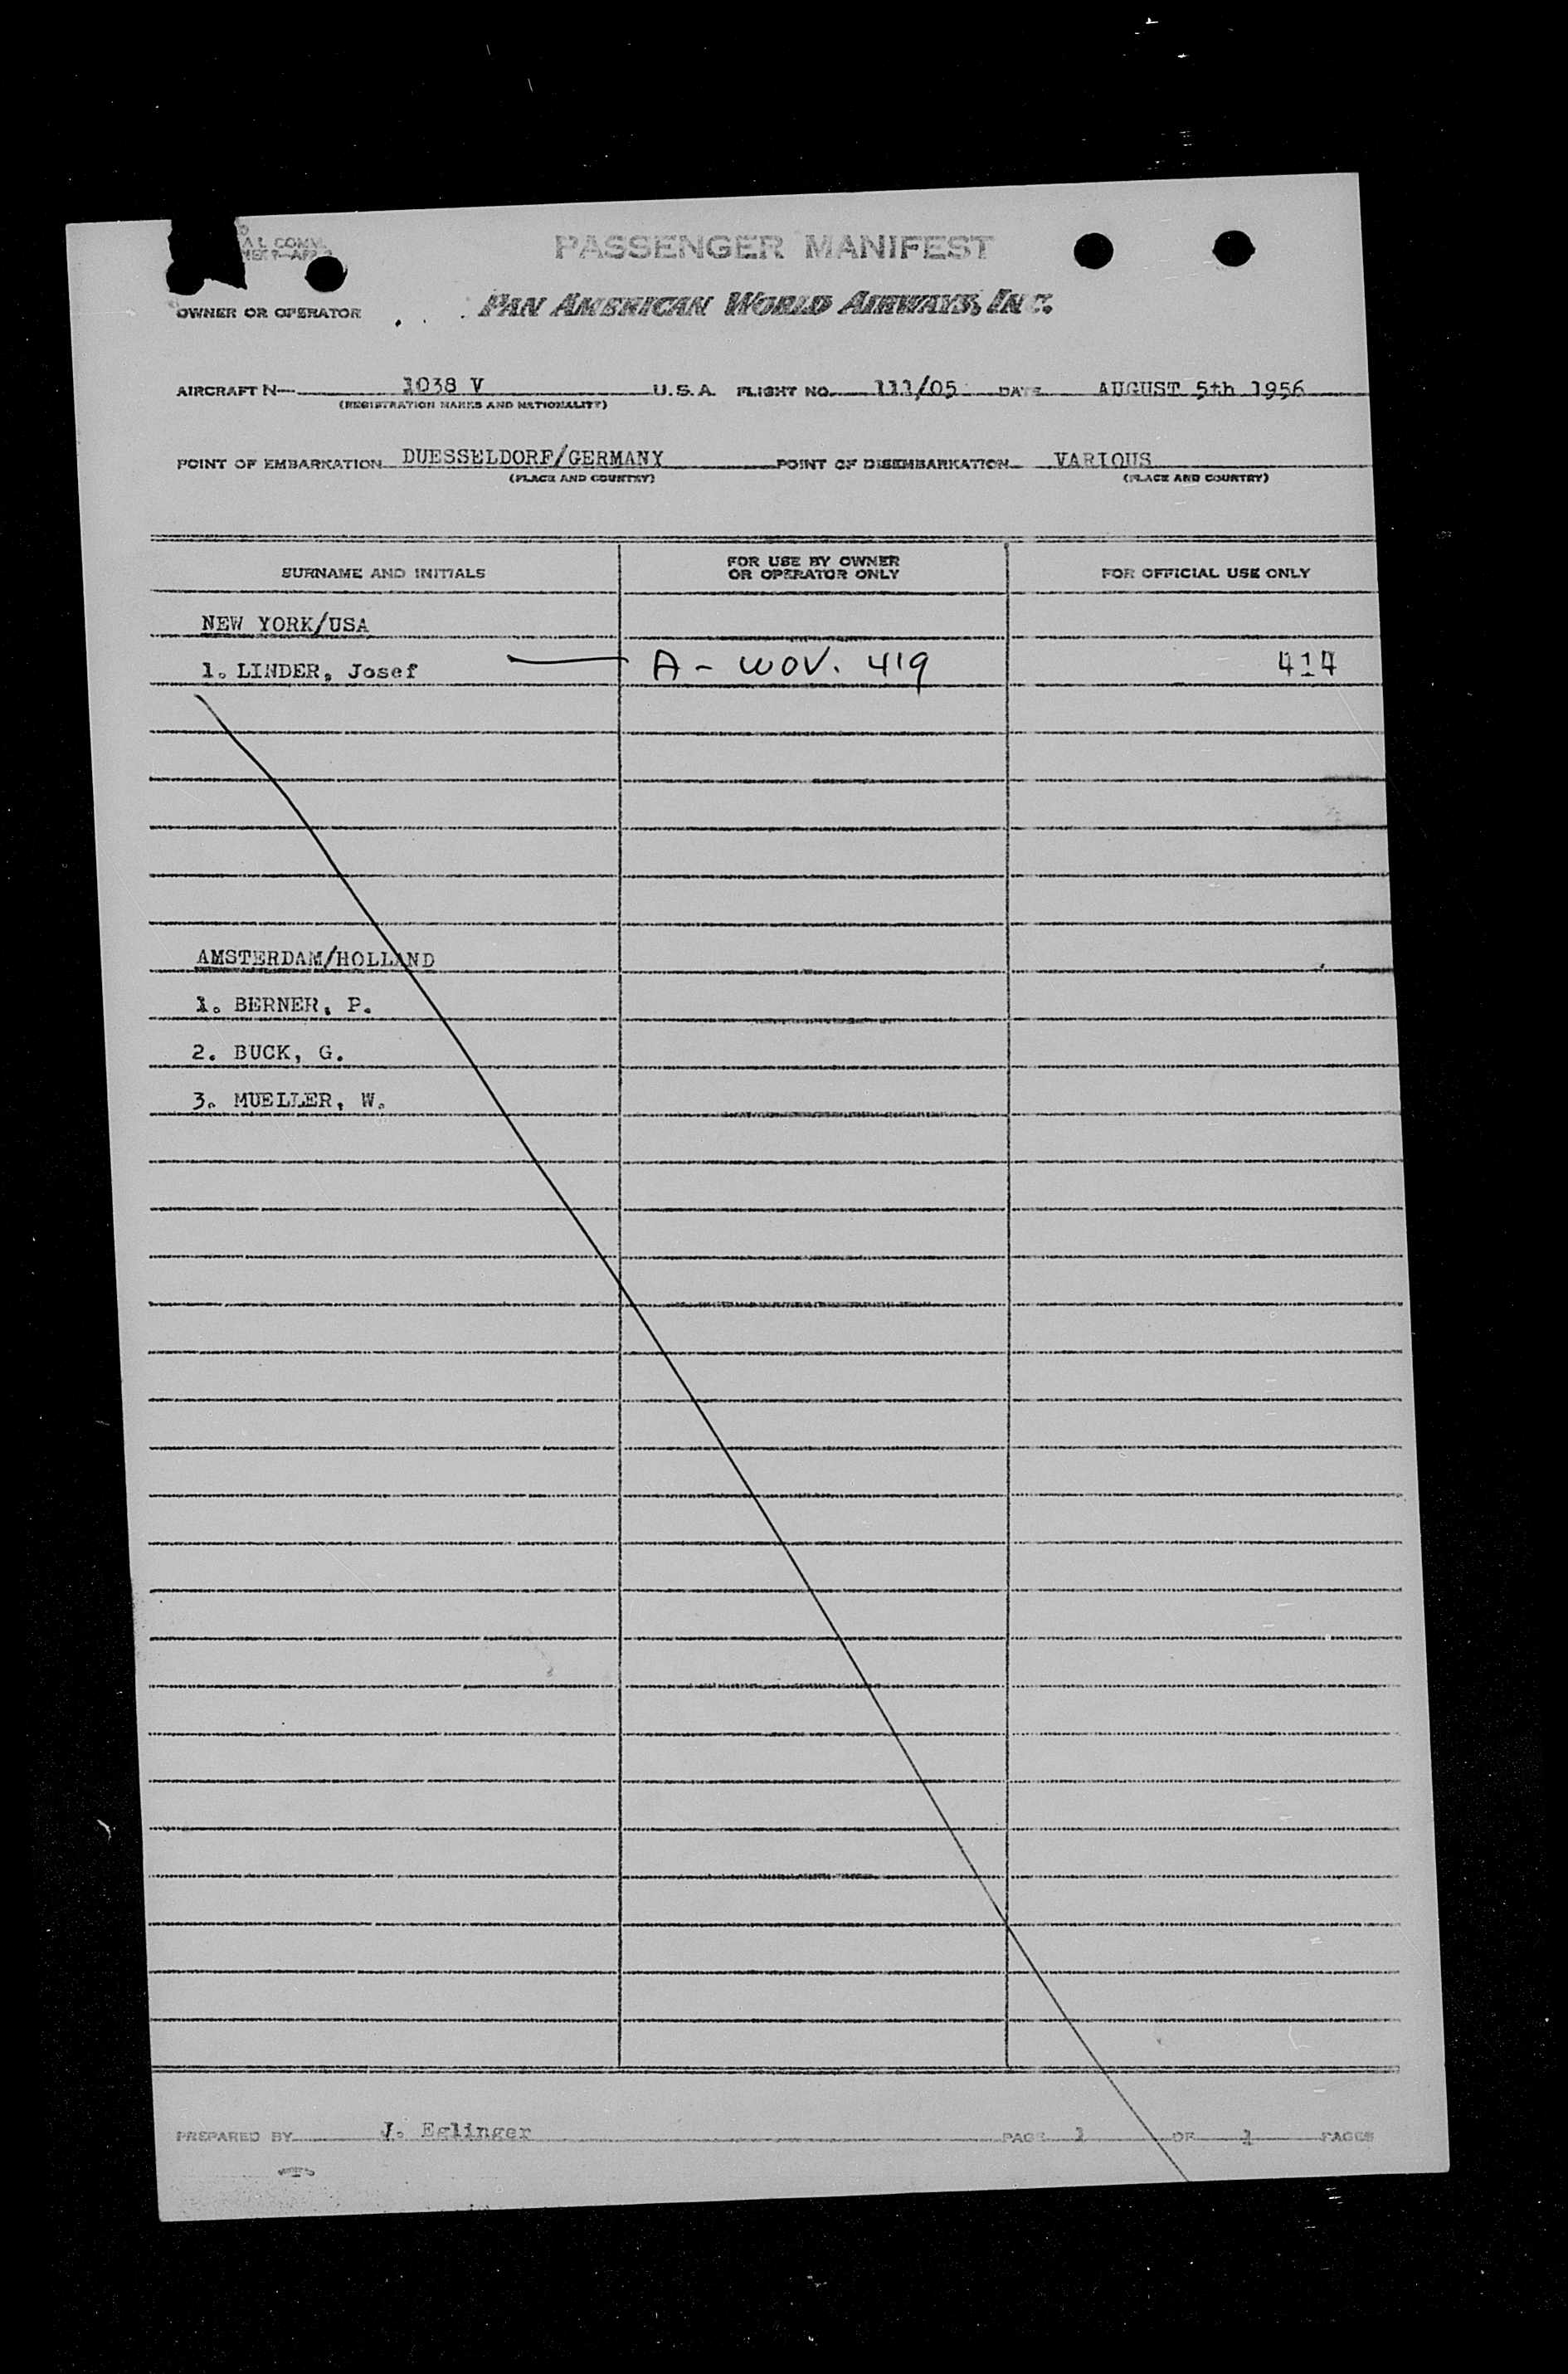 PASSENGER MANIFEST
OWNER OR OPERATOR PAN AMERICAN WORLD AIRWAYS, INC.
AIRCRAFT N— 1038 V U.S.A. FLIGHT NO. 111/05 DATE AUGUST 5th 1956
(REGISTRATION MARKS AND NATIONALITY)
POINT OF EMBARKATION DUESSELDORF/GERMANY POINT OF DISEMBARKATION VARIOUS
(PLACE AND COUNTRY) (PLACE AND COUNTRY)
SURNAME AND INITIALS FOR USE BY OWNER OR OPERATOR ONLY FOR OFFICIAL USE ONLY
NEW YORK/USA
1. LINDER, Josef A - WOV. 419 414
AMSTERDAM/HOLLAND
1. BERNER, P.
2. BUCK, G.
3. MUELLER, W.
PREPARED BY J. Eglinger PAGE 1 OF 1 PAGES